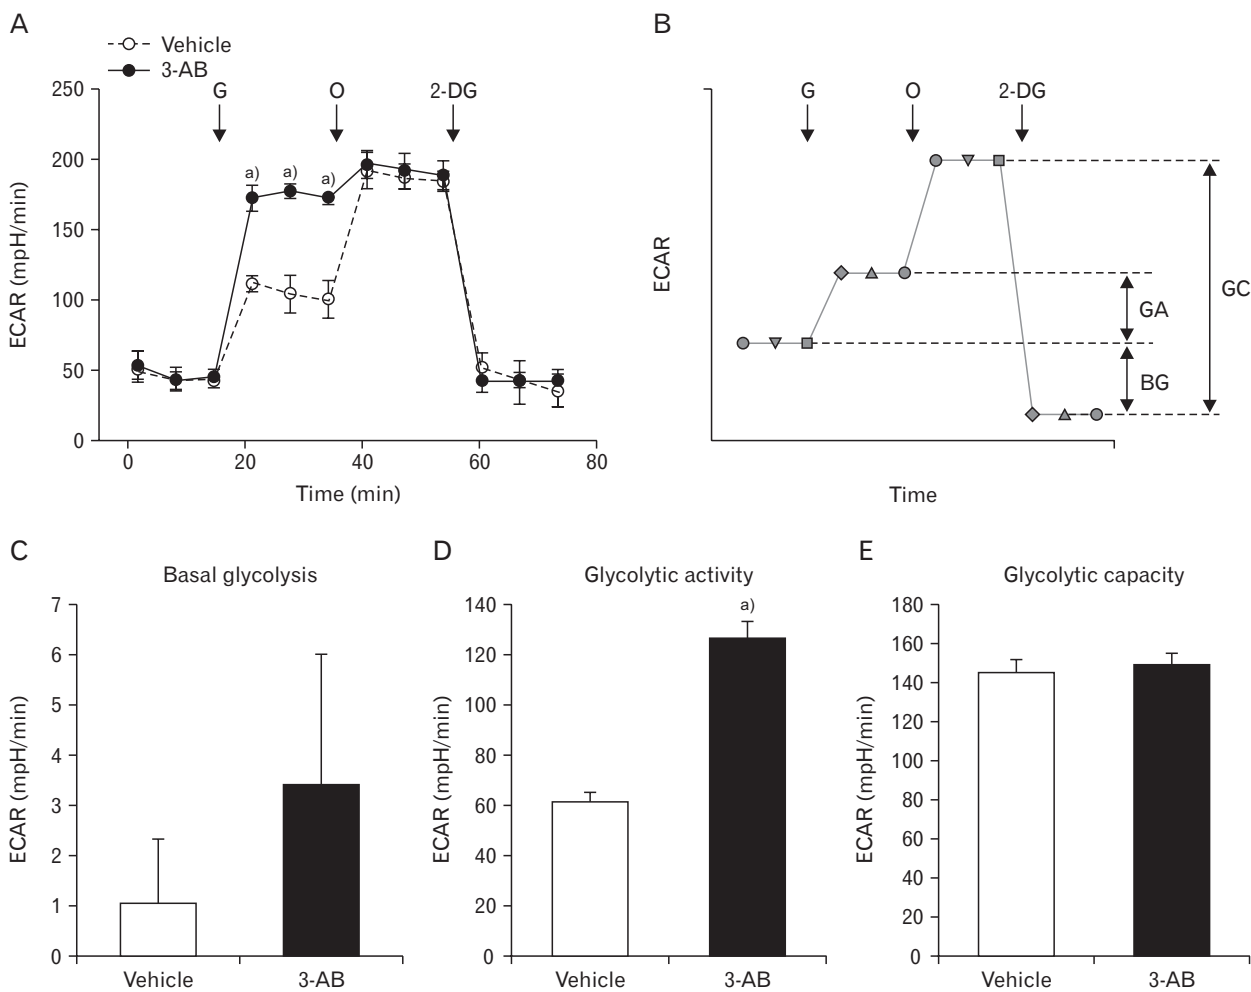 A
Vehicle
3-AB
G
O
2-DG
a)
a)
a)
250
200
150
100
50
0
0
20
40
60
80
ECAR (mpH/min)
Time (min)
B
G
O
2-DG
ECAR
GA
BG
GC
Time
C
Basal glycolysis
7
6
5
4
3
2
1
0
ECAR (mpH/min)
Vehicle
3-AB
D
Glycolytic activity
a)
140
120
100
80
60
40
20
0
ECAR (mpH/min)
Vehicle
3-AB
E
Glycolytic capacity
180
160
140
120
100
80
60
40
20
0
ECAR (mpH/min)
Vehicle
3-AB